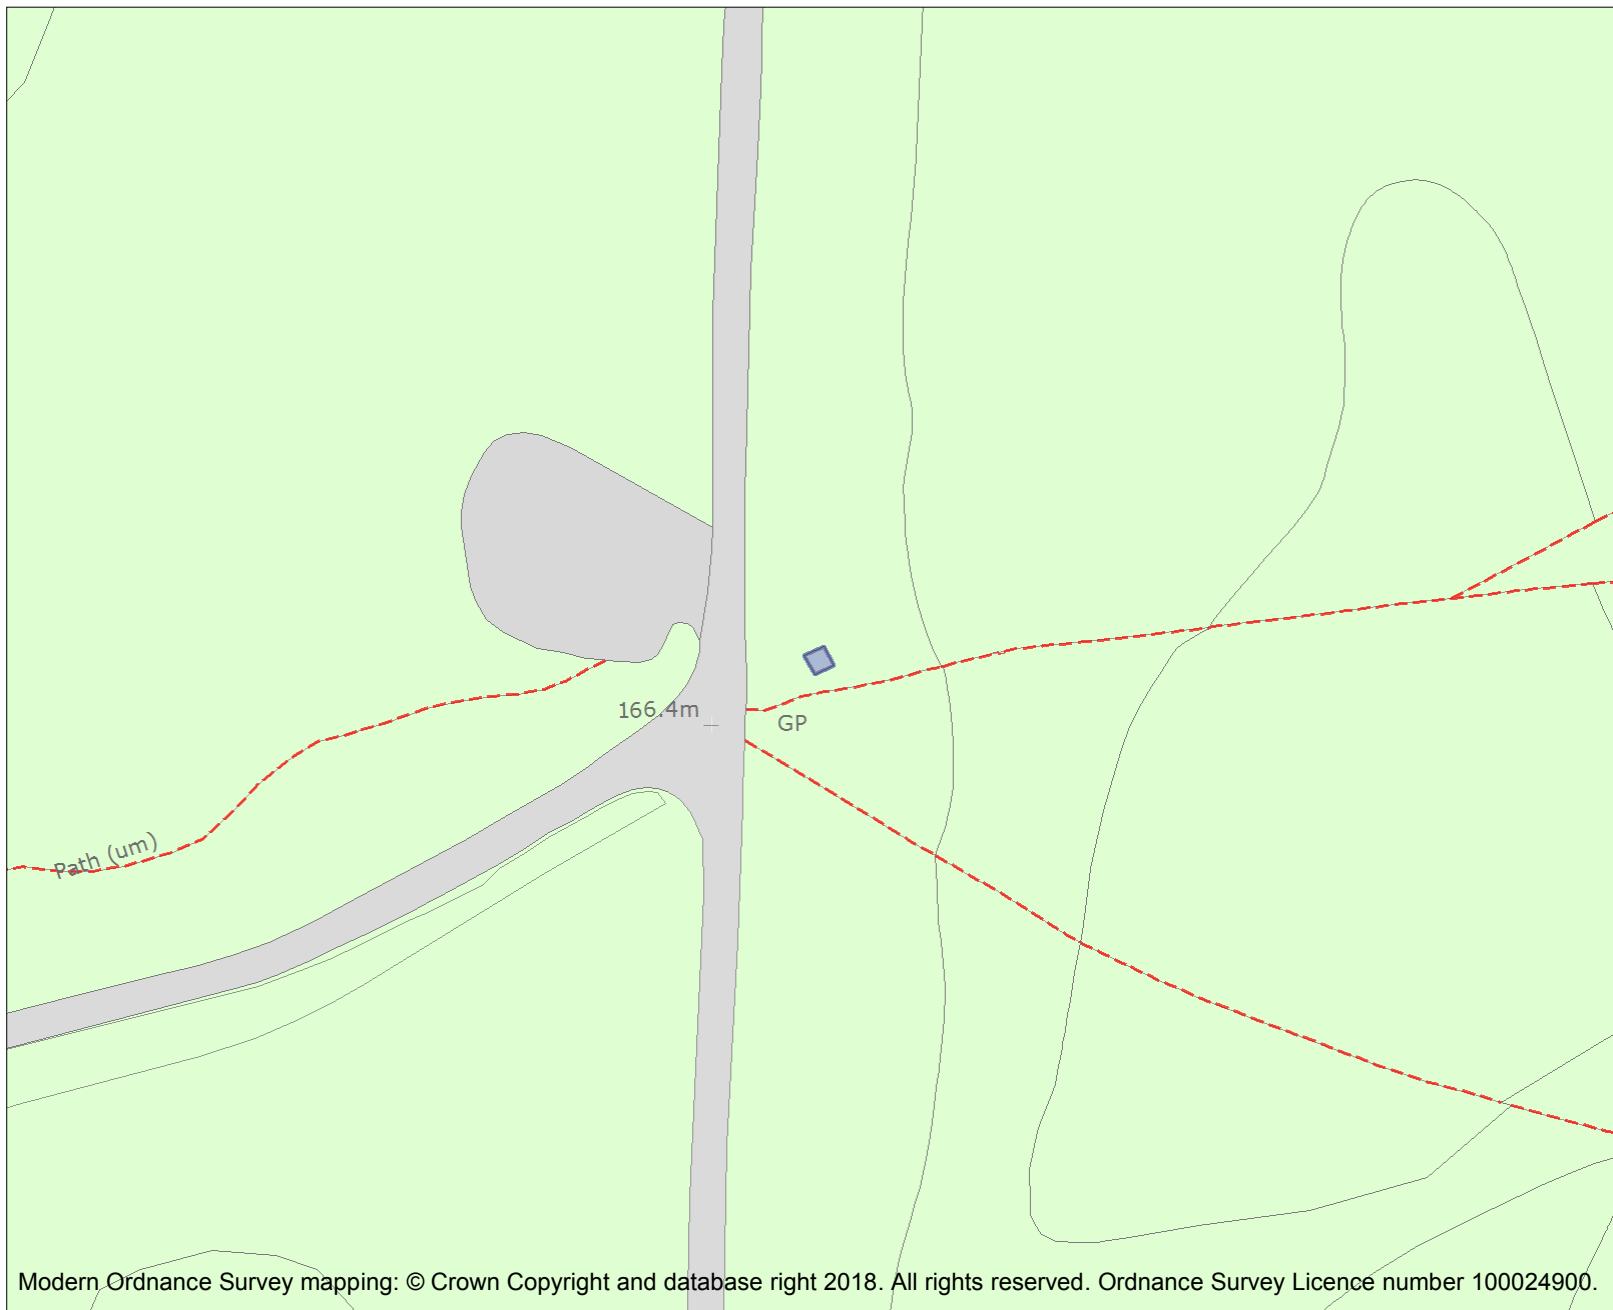 166.4m
GP
Path (um)
Modern Ordnance Survey mapping: © Crown Copyright and database right 2018. All rights reserved. Ordnance Survey Licence number 100024900.